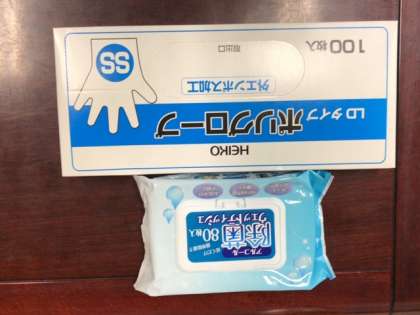 HEIKO
LDタイプ ポリグローブ
外エンボス加工
SS
取出口
100枚入
アルコール
除菌
ウェットティッシュ
80枚入